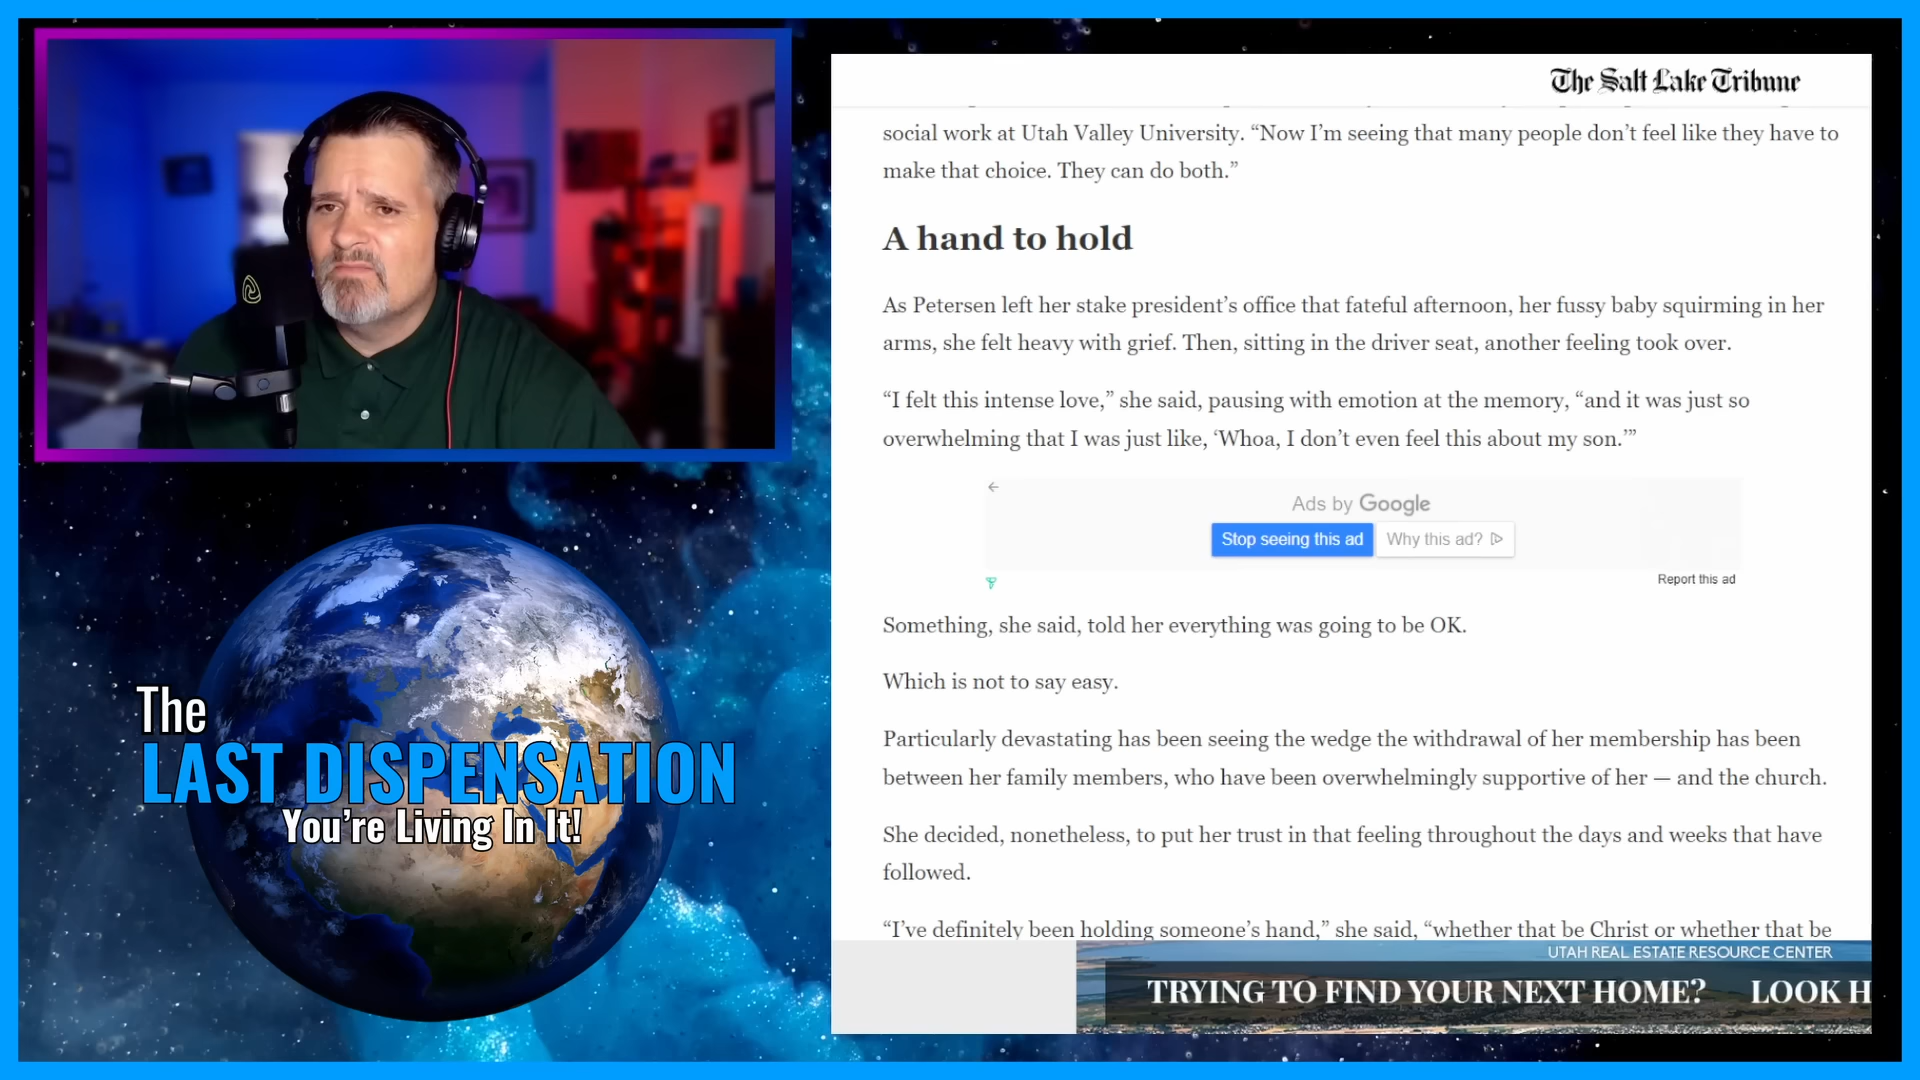 The Salt Lake Tribune
social work at Utah Valley University. “Now I’m seeing that many people don’t feel like they have to
make that choice. They can do both.”
A hand to hold
As Petersen left her stake president’s office that fateful afternoon, her fussy baby squirming in her
arms, she felt heavy with grief. Then, sitting in the driver seat, another feeling took over.
“I felt this intense love,” she said, pausing with emotion at the memory, “and it was just so
overwhelming that I was just like, ‘Whoa, I don’t even feel this about my son.’”
Ads by Google
Stop seeing this ad
Why this ad?
Report this ad
Something, she said, told her everything was going to be OK.
Which is not to say easy.
Particularly devastating has been seeing the wedge the withdrawal of her membership has been
between her family members, who have been overwhelmingly supportive of her — and the church.
She decided, nonetheless, to put her trust in that feeling throughout the days and weeks that have
followed.
“I’ve definitely been holding someone’s hand,” she said, “whether that be Christ or whether that be
UTAH REAL ESTATE RESOURCE CENTER
TRYING TO FIND YOUR NEXT HOME? LOOK H
The
LAST DISPENSATION
You’re Living In It!